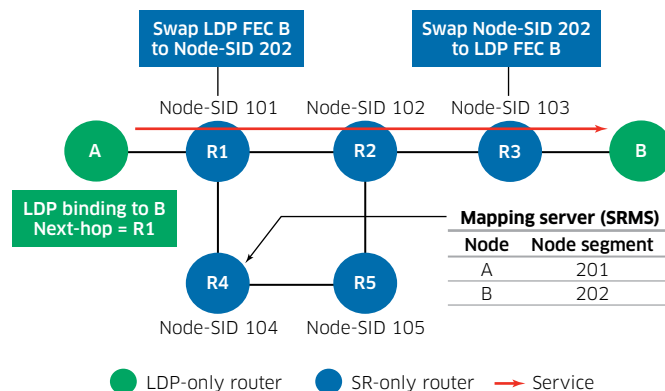 Swap LDP FEC B
to Node-SID 202
Swap Node-SID 202
to LDP FEC B
Node-SID 101
Node-SID 102
Node-SID 103
A
R1
R2
R3
B
LDP binding to B
Next-hop = R1
Mapping server (SRMS)
Node Node segment
A 201
B 202
R4
R5
Node-SID 104
Node-SID 105
LDP-only router
SR-only router
Service